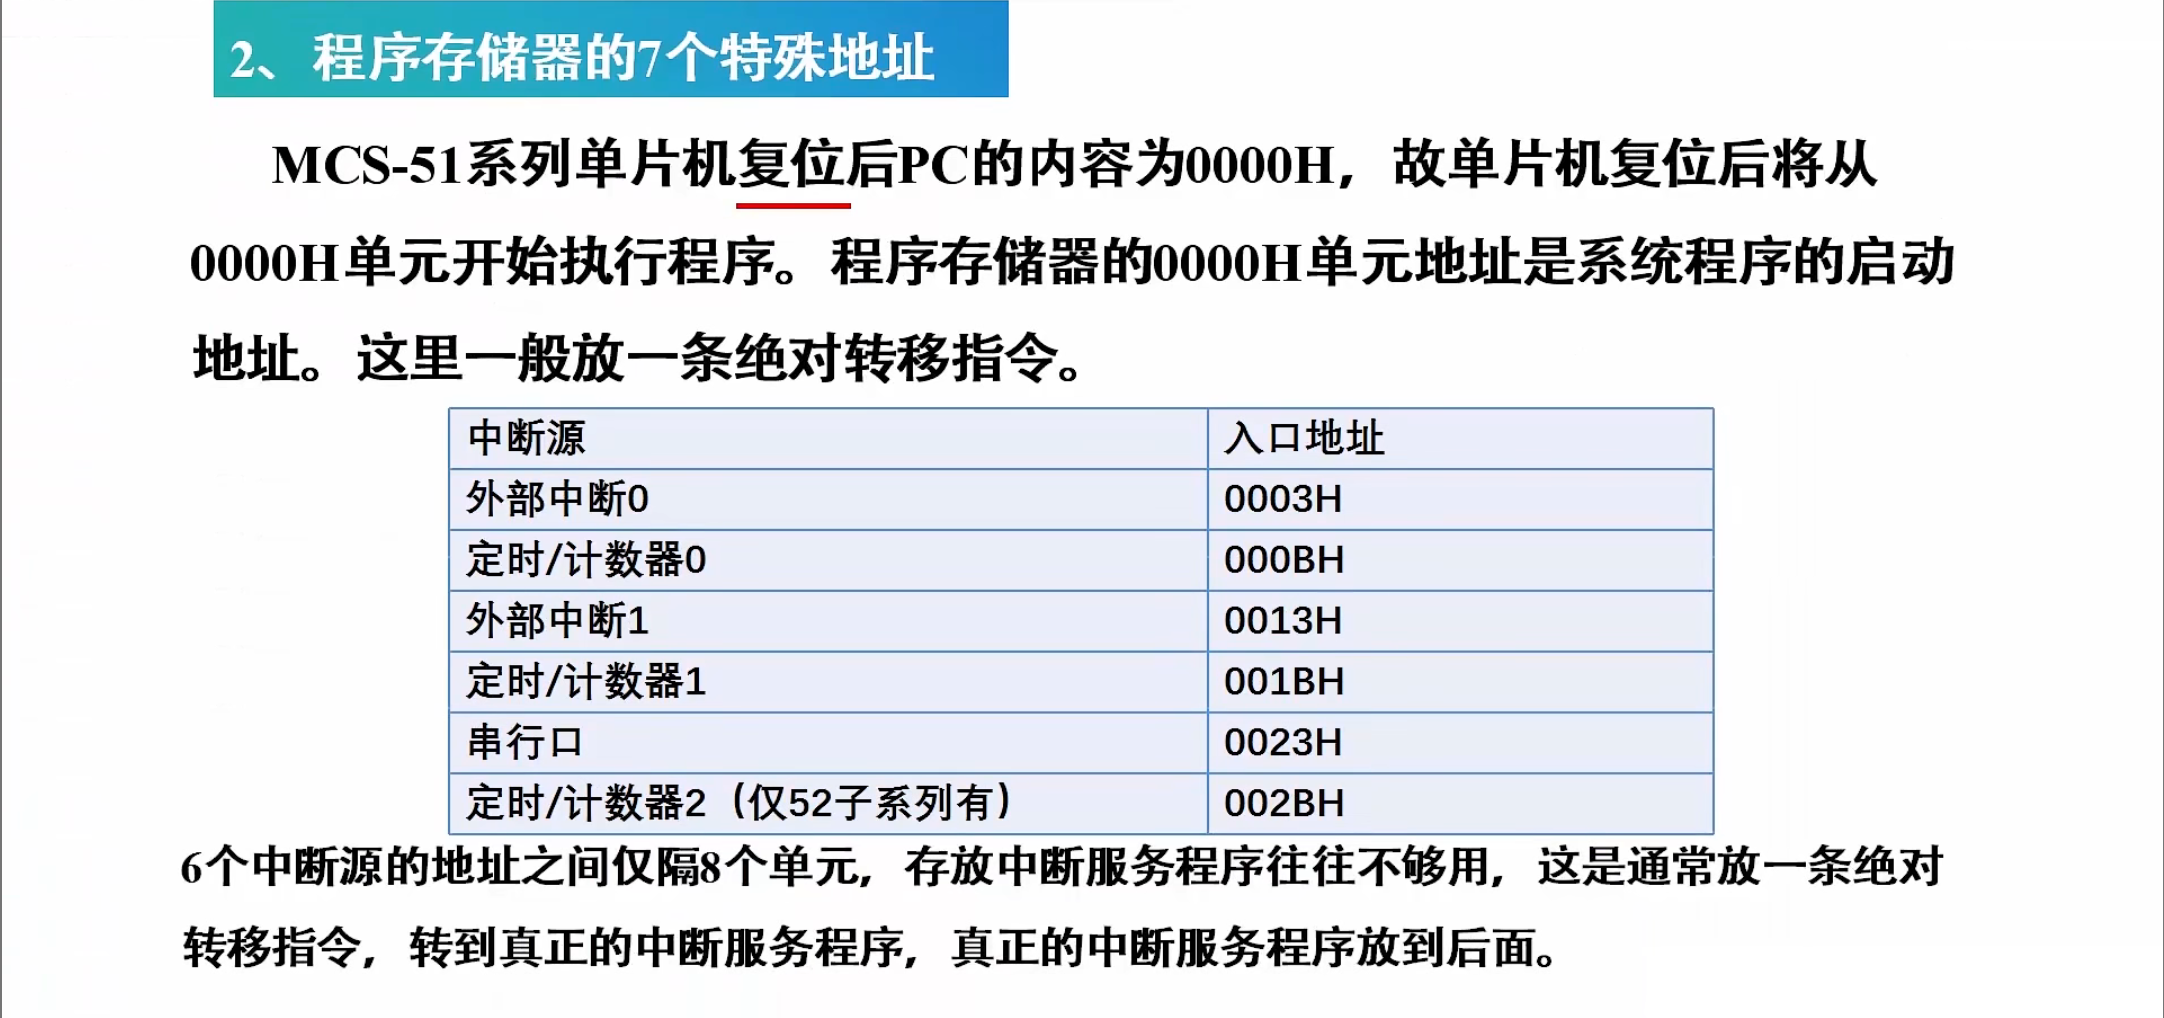 2、程序存储器的7个特殊地址
MCS-51系列单片机复位后PC的内容为0000H，故单片机复位后将从
0000H单元开始执行程序。程序存储器的0000H单元地址是系统程序的启动
地址。这里一般放一条绝对转移指令。
中断源 入口地址
外部中断0 0003H
定时/计数器0 000BH
外部中断1 0013H
定时/计数器1 001BH
串行口 0023H
定时/计数器2（仅52子系列有） 002BH
6个中断源的地址之间仅隔8个单元，存放中断服务程序往往不够用，这是通常放一条绝对
转移指令，转到真正的中断服务程序，真正的中断服务程序放到后面。